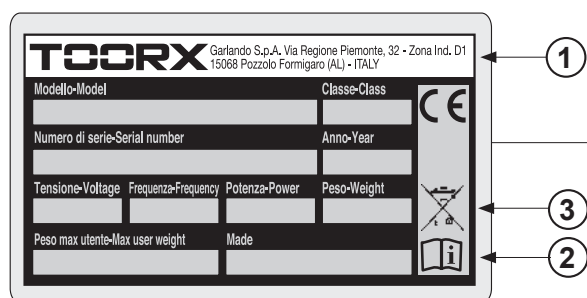 TOORX
Garlando S.p.A. Via Regione Piemonte, 32 - Zona Ind. D1
15068 Pozzolo Formigaro (AL) - ITALY
1
Modello-Model Classe-Class
CE
Numero di serie-Serial number Anno-Year
Tensione-Voltage Frequenza-Frequency Potenza-Power Peso-Weight
3
Peso max utente-Max user weight Made
i
2